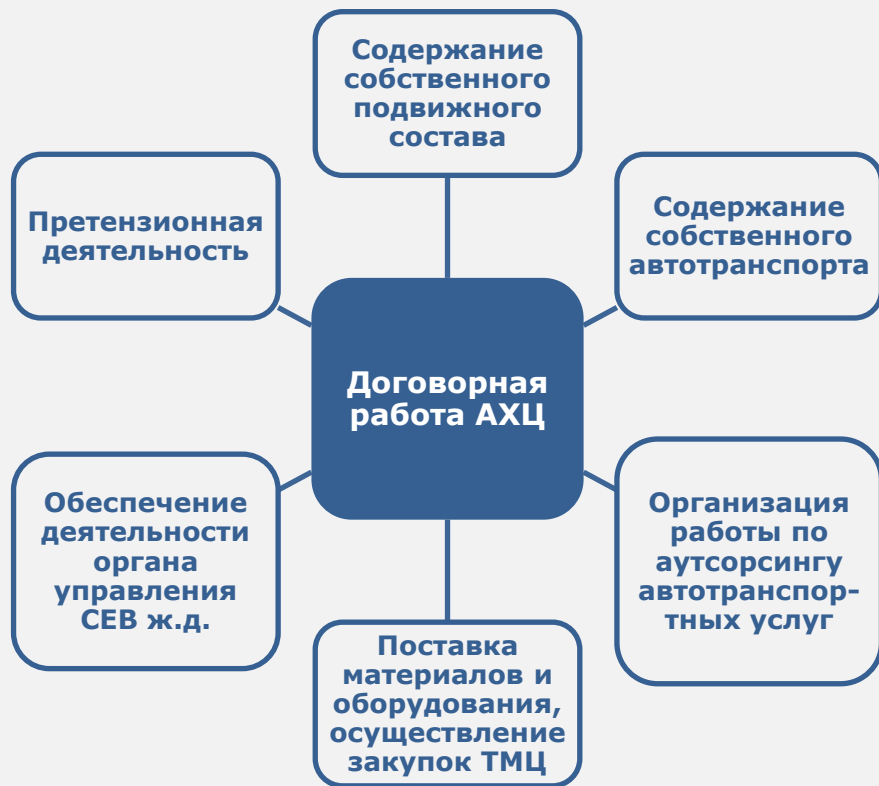 Содержание
собственного
подвижного
состава
Претензионная
деятельность
Содержание
собственного
автотранспорта
Договорная
работа АХЦ
Обеспечение
деятельности
органа
управления
СЕВ ж.д.
Организация
работы по
аутсорсингу
автотранспор-
тных услуг
Поставка
материалов и
оборудования,
осуществление
закупок ТМЦ